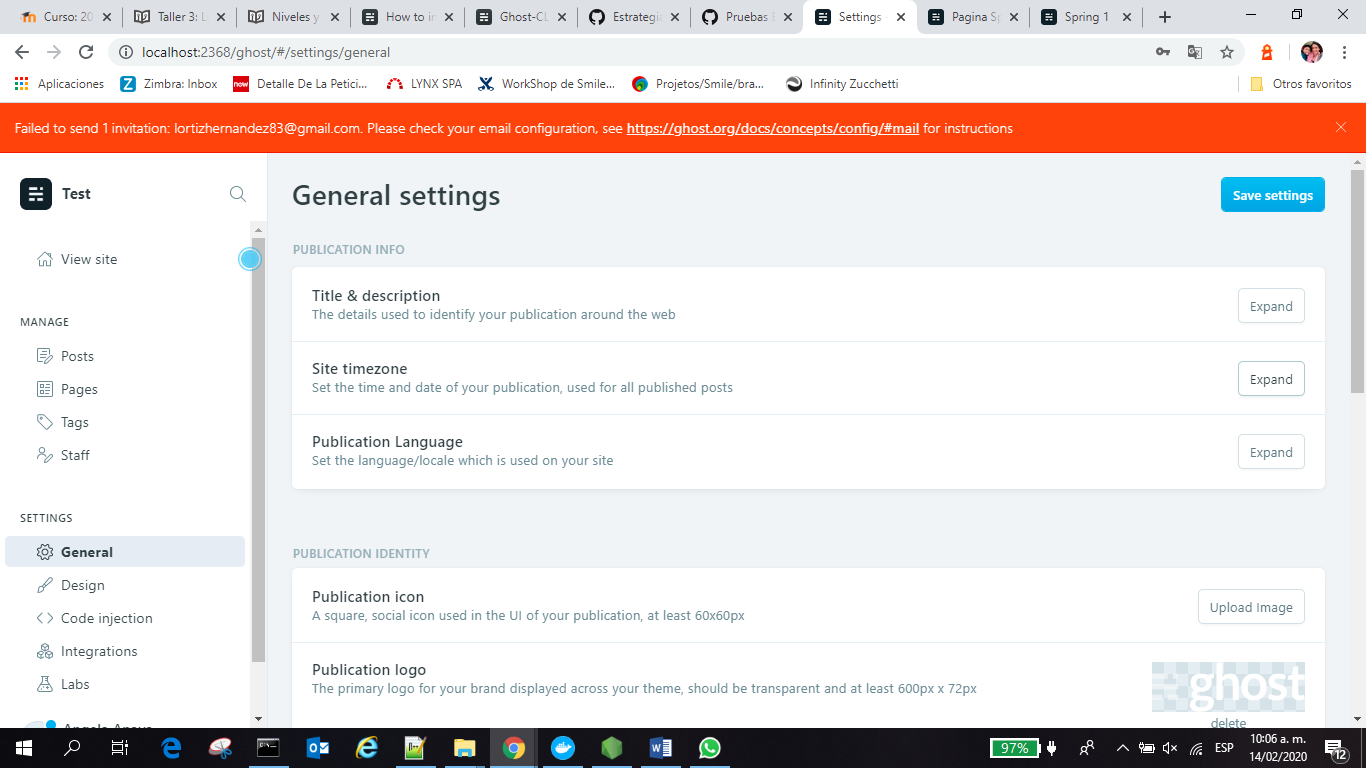 Curso: 20
Taller 3: L
Niveles y
How to in
Ghost-CL
Estrategia
Pruebas E
Settings
Pagina Sp
Spring 1
localhost:2368/ghost/#/settings/general
Aplicaciones
Zimbra: Inbox
now
Detalle De La Petici...
LYNX SPA
WorkShop de Smile...
Projetos/Smile/bra...
Infinity Zucchetti
Otros favoritos
Failed to send 1 invitation: lortizhernandez83@gmail.com. Please check your email configuration, see https://ghost.org/docs/concepts/config/#mail for instructions
Test
View site
MANAGE
Posts
Pages
Tags
Staff
SETTINGS
General
Design
Code injection
Integrations
Labs
General settings
Save settings
PUBLICATION INFO
Title & description
The details used to identify your publication around the web
Expand
Site timezone
Set the time and date of your publication, used for all published posts
Expand
Publication Language
Set the language/locale which is used on your site
Expand
PUBLICATION IDENTITY
Publication icon
A square, social icon used in the UI of your publication, at least 60x60px
Upload Image
Publication logo
The primary logo for your brand displayed across your theme, should be transparent and at least 600px x 72px
ghost
delete
97%
ESP
10:06 a. m.
14/02/2020
12